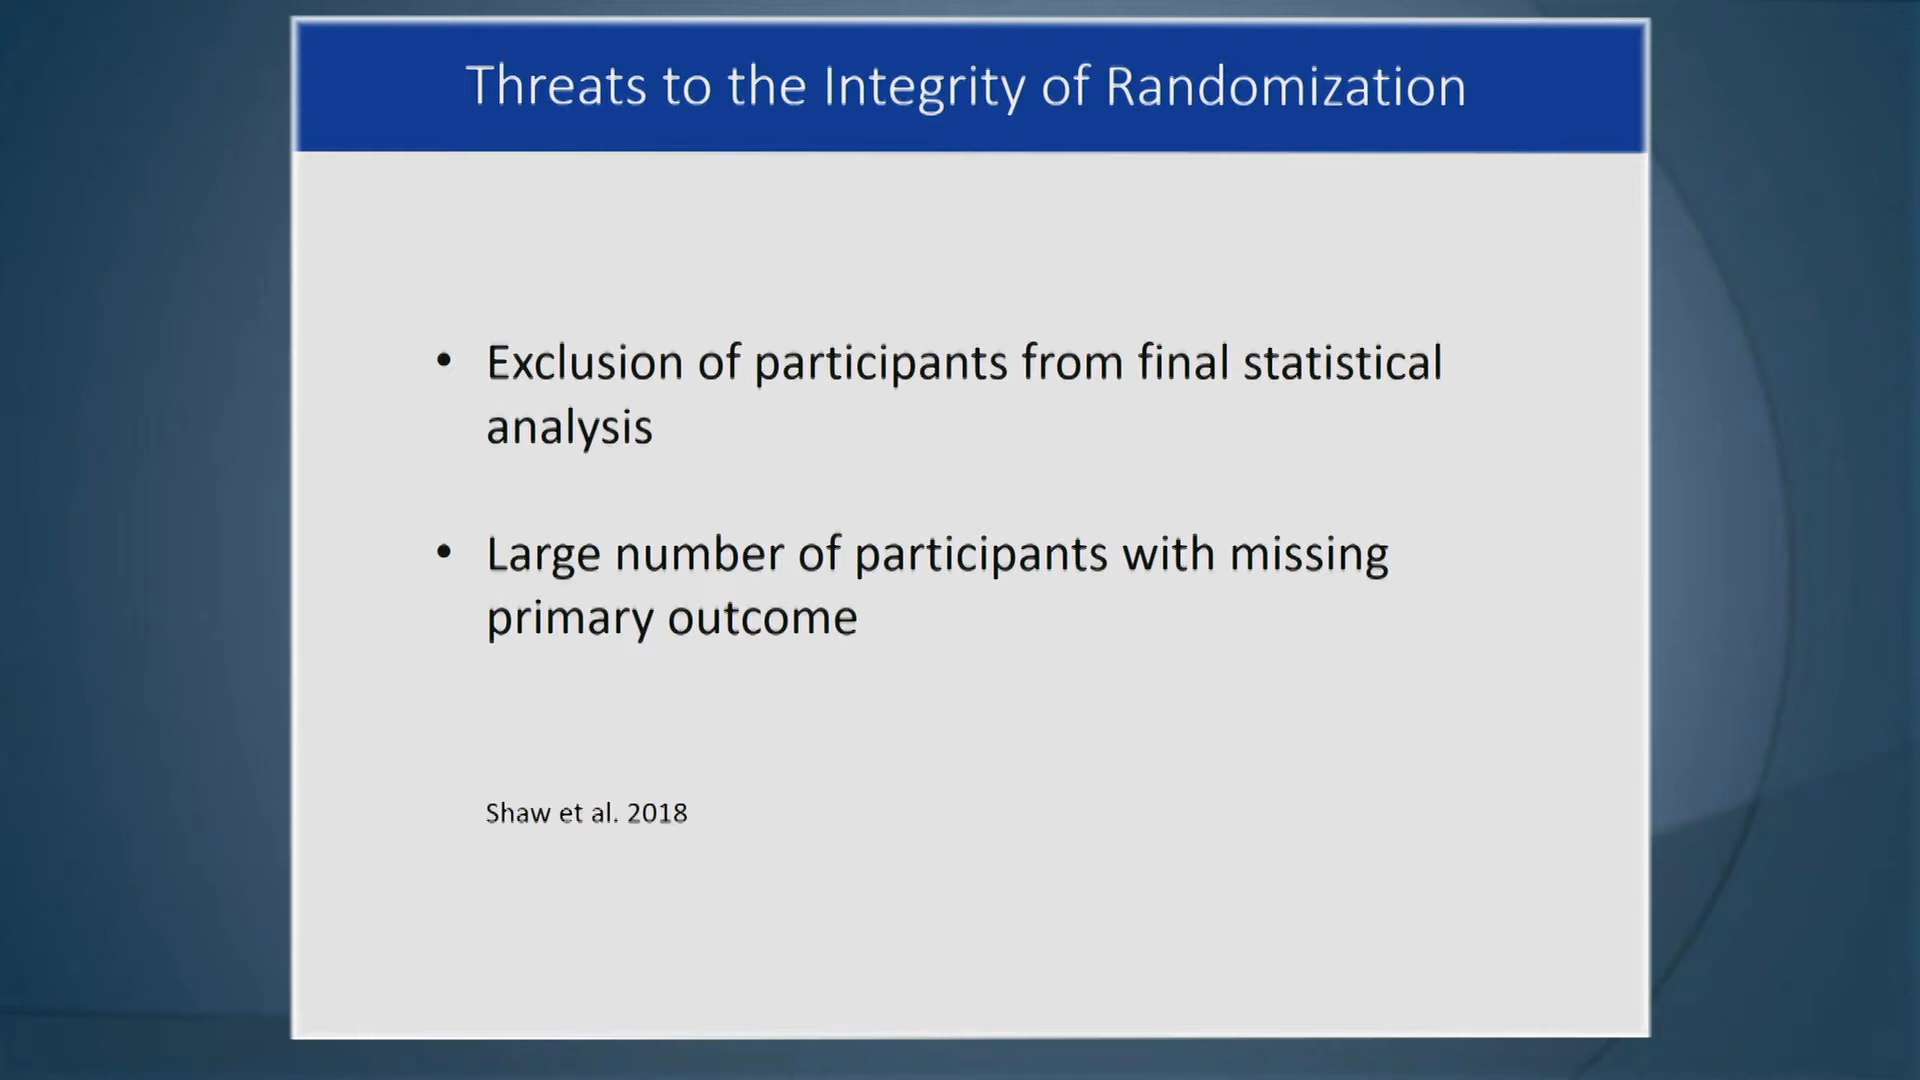 Threats to the Integrity of Randomization
• Exclusion of participants from final statistical
analysis
• Large number of participants with missing
primary outcome
Shaw et al. 2018